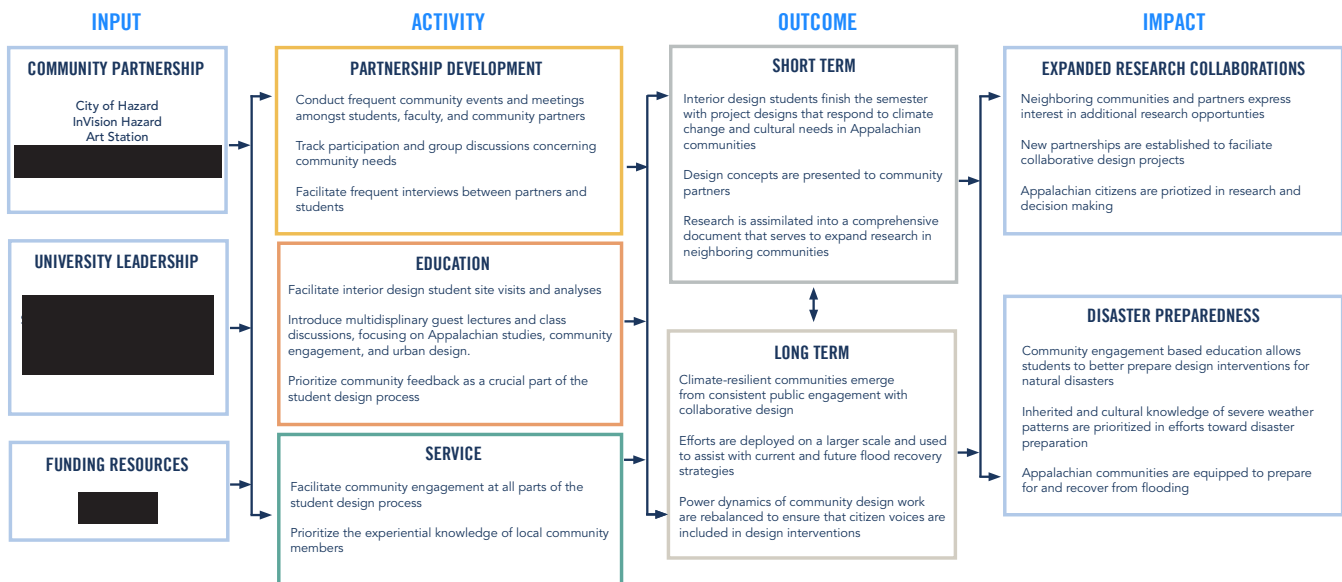 INPUT
COMMUNITY PARTNERSHIP
City of Hazard
InVision Hazard
Art Station
UNIVERSITY LEADERSHIP
FUNDING RESOURCES
ACTIVITY
PARTNERSHIP DEVELOPMENT
Conduct frequent community events and meetings
amongst students, faculty, and community partners
Track participation and group discussions concerning
community needs
Facilitate frequent interviews between partners and
students
EDUCATION
Facilitate interior design student site visits and analyses
Introduce multidisplinary guest lectures and class
discussions, focusing on Appalachian studies, community
engagement, and urban design.
Prioritize community feedback as a crucial part of the
student design process
SERVICE
Facilitate community engagement at all parts of the
student design process
Prioritize the experiential knowledge of local community
members
OUTCOME
SHORT TERM
Interior design students finish the semester
with project designs that respond to climate
change and cultural needs in Appalachian
communities
Design concepts are presented to community
partners
Research is assimilated into a comprehensive
document that serves to expand research in
neighboring communities
LONG TERM
Climate-resilient communities emerge
from consistent public engagement with
collaborative design
Efforts are deployed on a larger scale and used
to assist with current and future flood recovery
strategies
Power dynamics of community design work
are rebalanced to ensure that citizen voices are
included in design interventions
IMPACT
EXPANDED RESEARCH COLLABORATIONS
Neighboring communities and partners express
interest in additional research opportunties
New partnerships are established to faciliate
collaborative design projects
Appalachian citizens are priotized in research and
decision making
DISASTER PREPAREDNESS
Community engagement based education allows
students to better prepare design interventions for
natural disasters
Inherited and cultural knowledge of severe weather
patterns are prioritized in efforts toward disaster
preparation
Appalachian communities are equipped to prepare
for and recover from flooding